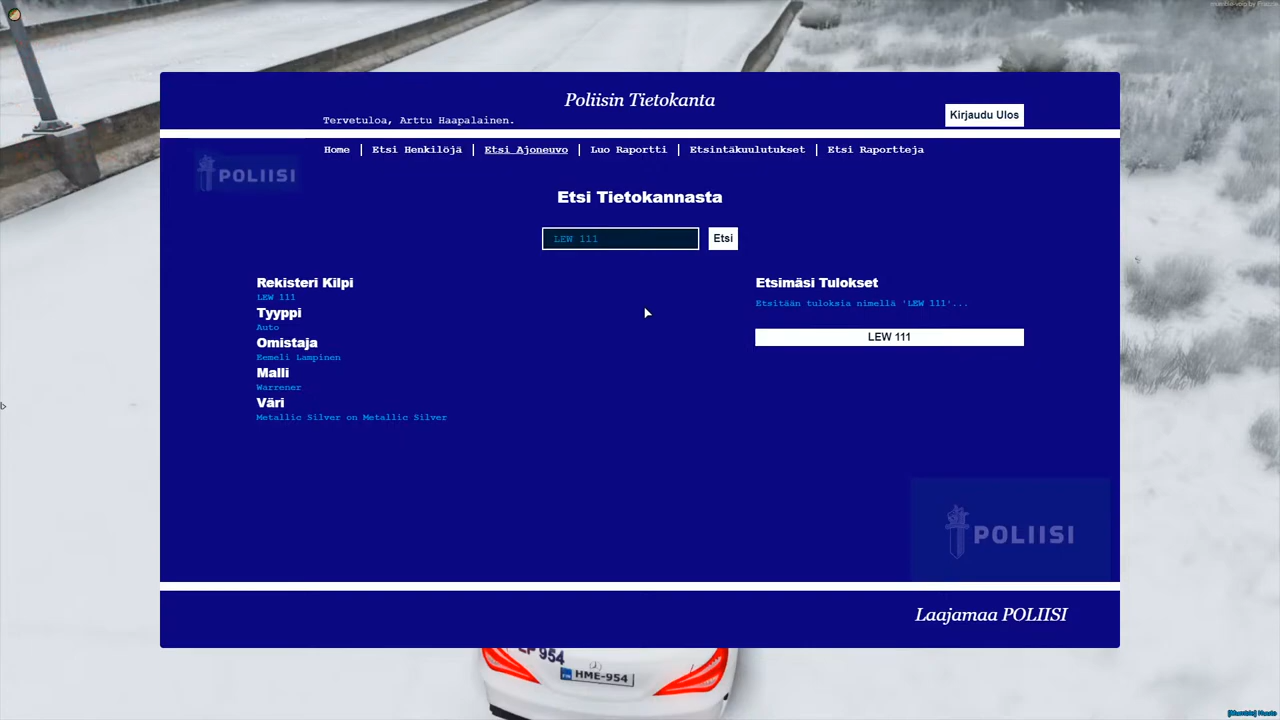 Poliisin Tietokanta
Tervetuloa, Arttu Haapalainen.
Kirjaudu Ulos
Home | Etsi Henkilöjä | Etsi Ajoneuvo | Luo Raportti | Etsintäkuulutukset | Etsi Raportteja
POLIISI
Etsi Tietokannasta
LEW 111
Etsi
Rekisteri Kilpi
LEW 111
Tyyppi
Auto
Omistaja
Eemeli Lampinen
Malli
Warrener
Väri
Metallic Silver on Metallic Silver
Etsimäsi Tulokset
Etsitään tuloksia nimellä 'LEW 111'...
LEW 111
POLIISI
Laajamaa POLIISI
954
HME-954